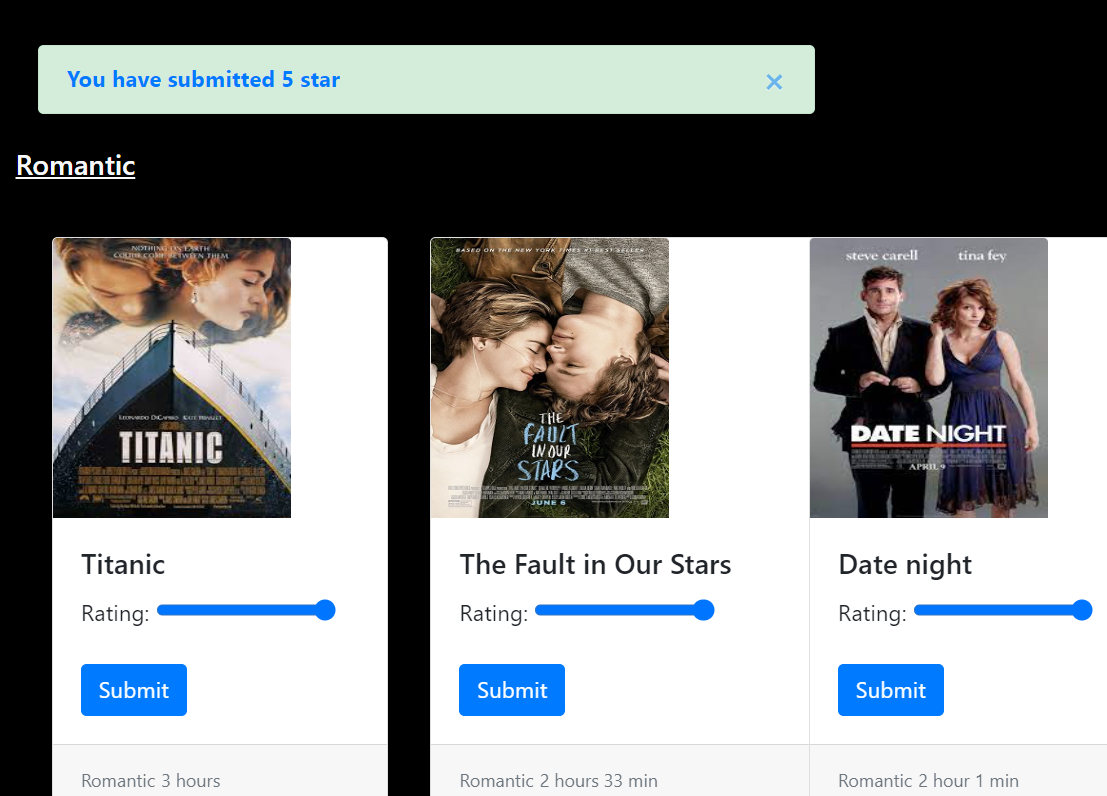 You have submitted 5 star ×
Romantic
NOTHING ON EARTH
COULD COME BETWEEN THEM.
LEONARDO DICAPRIO KATE WINSLET
TITANIC
BASED ON THE NEW YORK TIMES #1 BEST SELLER
THE
FAULT
IN OUR
STARS
JUNE 6
steve carell tina fey
DATE NIGHT
APRIL 9
Titanic
Rating:
Submit
Romantic 3 hours
The Fault in Our Stars
Rating:
Submit
Romantic 2 hours 33 min
Date night
Rating:
Submit
Romantic 2 hour 1 min